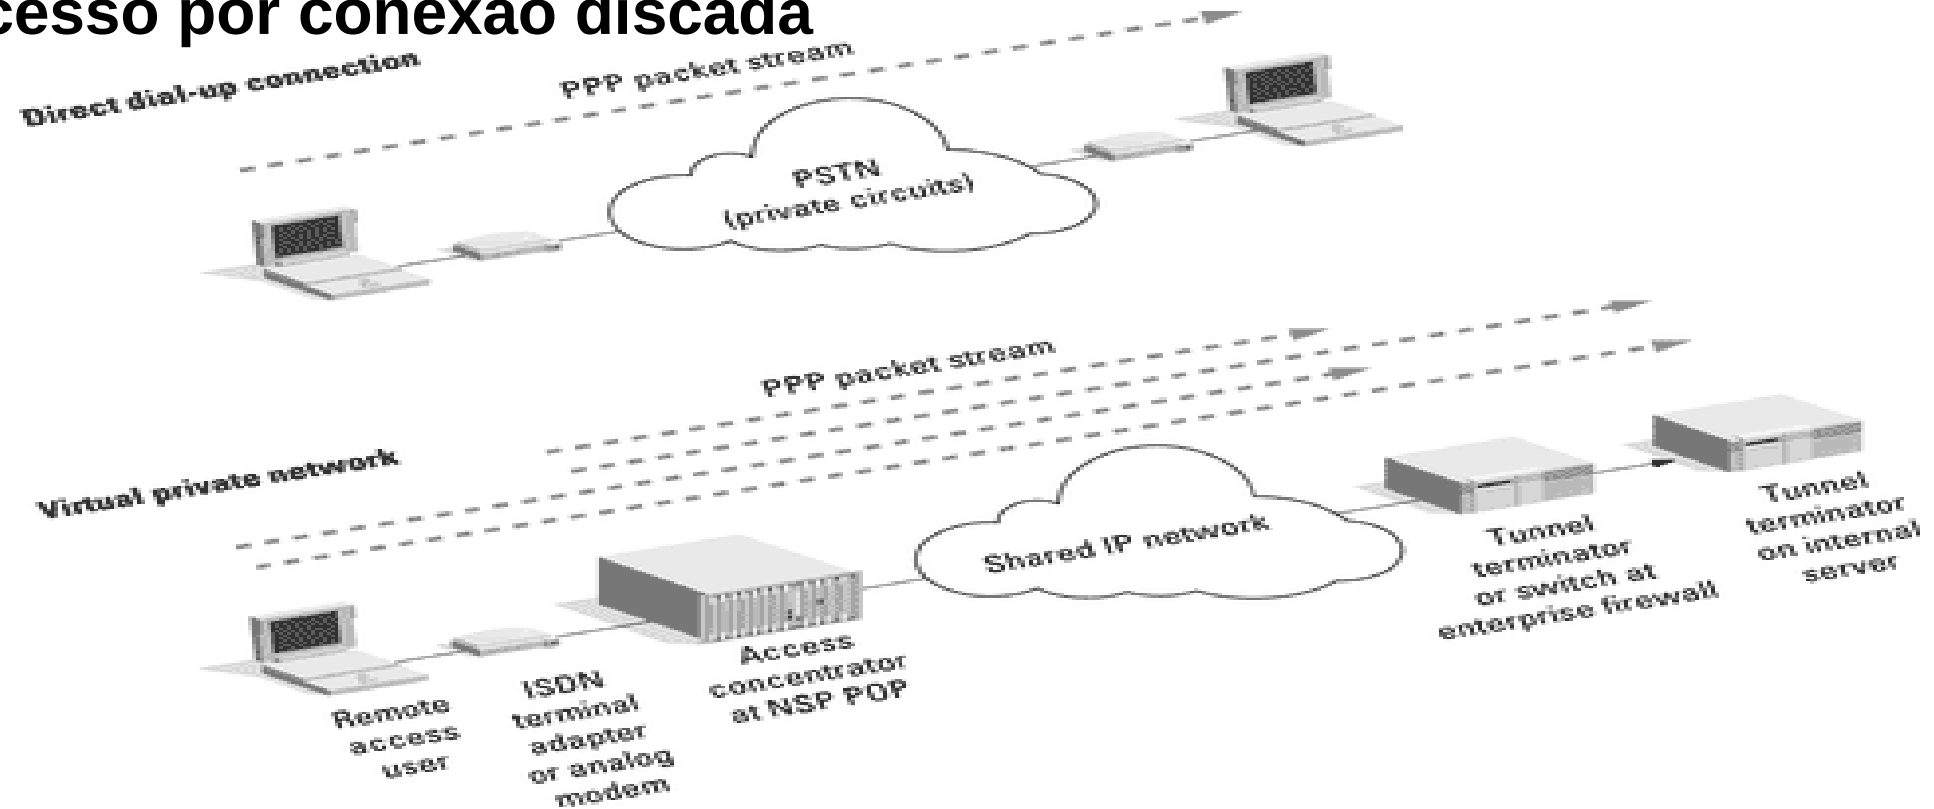 cesso por conexão discada
Direct dial-up connection
PPP packet stream
PSTN
(private circuits)
PPP packet stream
Virtual private network
Shared IP network
Remote
access
user
ISDN
terminal
adapter
or analog
modem
Access
concentrator
at NSP POP
Tunnel
terminator
or switch at
enterprise firewall
Tunnel
terminator
on internal
server